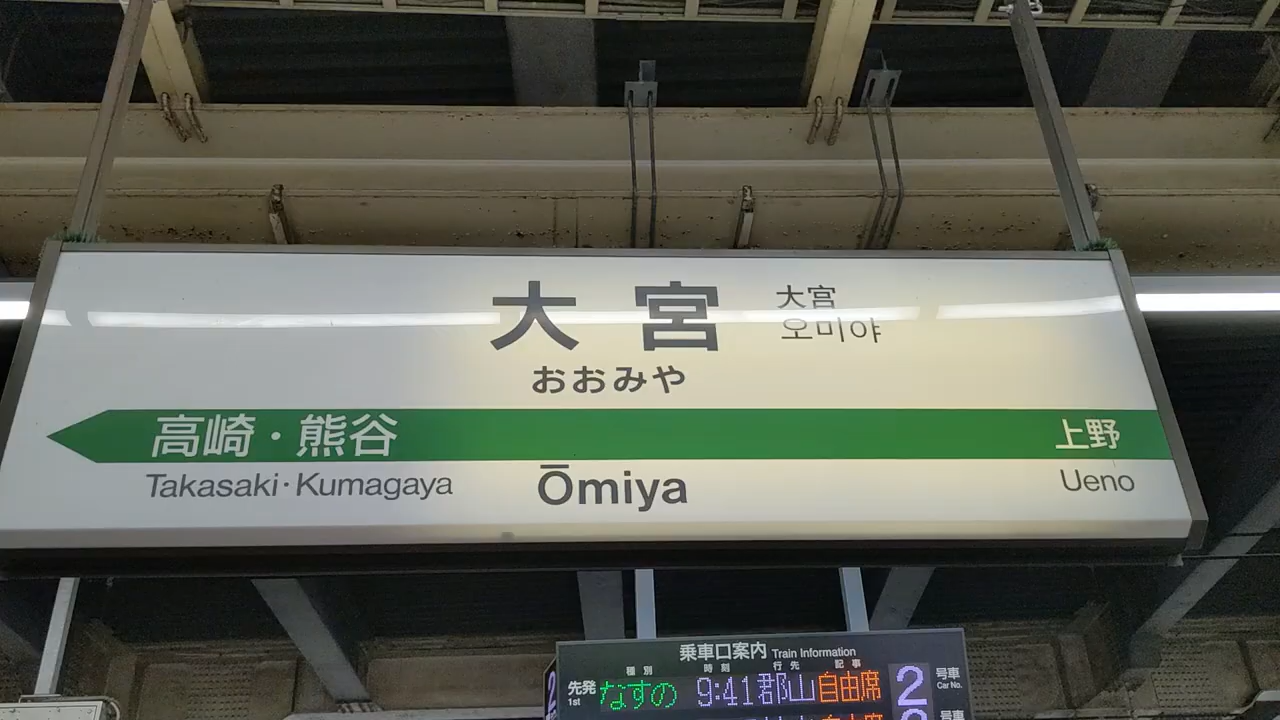 大宮
大宮
오미야
おおみや
高崎・熊谷
上野
Takasaki・Kumagaya
Ōmiya
Ueno
乗車口案内 Train Information
種別 時刻 行先 記事
先発 なすの 9:41 郡山 自由席 2 号車
1st Car No.